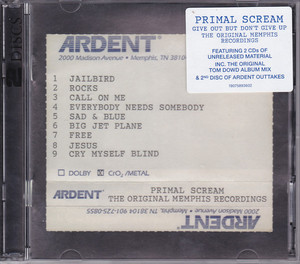 2 DISCS
ARDENT®
2000 Madison Avenue • Memphis, TN 38104
PRIMAL SCREAM
GIVE OUT BUT DON'T GIVE UP
THE ORIGINAL MEMPHIS
RECORDINGS
FEATURING 2 CDs OF
UNRELEASED MATERIAL
INC. THE ORIGINAL
TOM DOWD ALBUM MIX
& 2ND DISC OF ARDENT OUTTAKES
1 JAILBIRD
2 ROCKS
3 CALL ON ME
4 EVERYBODY NEEDS SOMEBODY
5 SAD & BLUE
6 BIG JET PLANE
7 FREE
8 JESUS
9 CRY MYSELF BLIND
DOLBY CrO₂ /METAL
ARDENT® PRIMAL SCREAM
THE ORIGINAL MEMPHIS RECORDINGS
2000 Madison Avenue • Memphis, TN 38104 901-725-0855
ARDENT